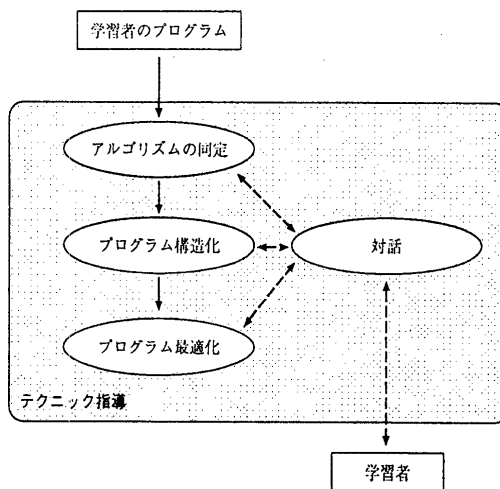 学習者のプログラム
アルゴリズムの同定
プログラム構造化
対話
プログラム最適化
テクニック指導
学習者